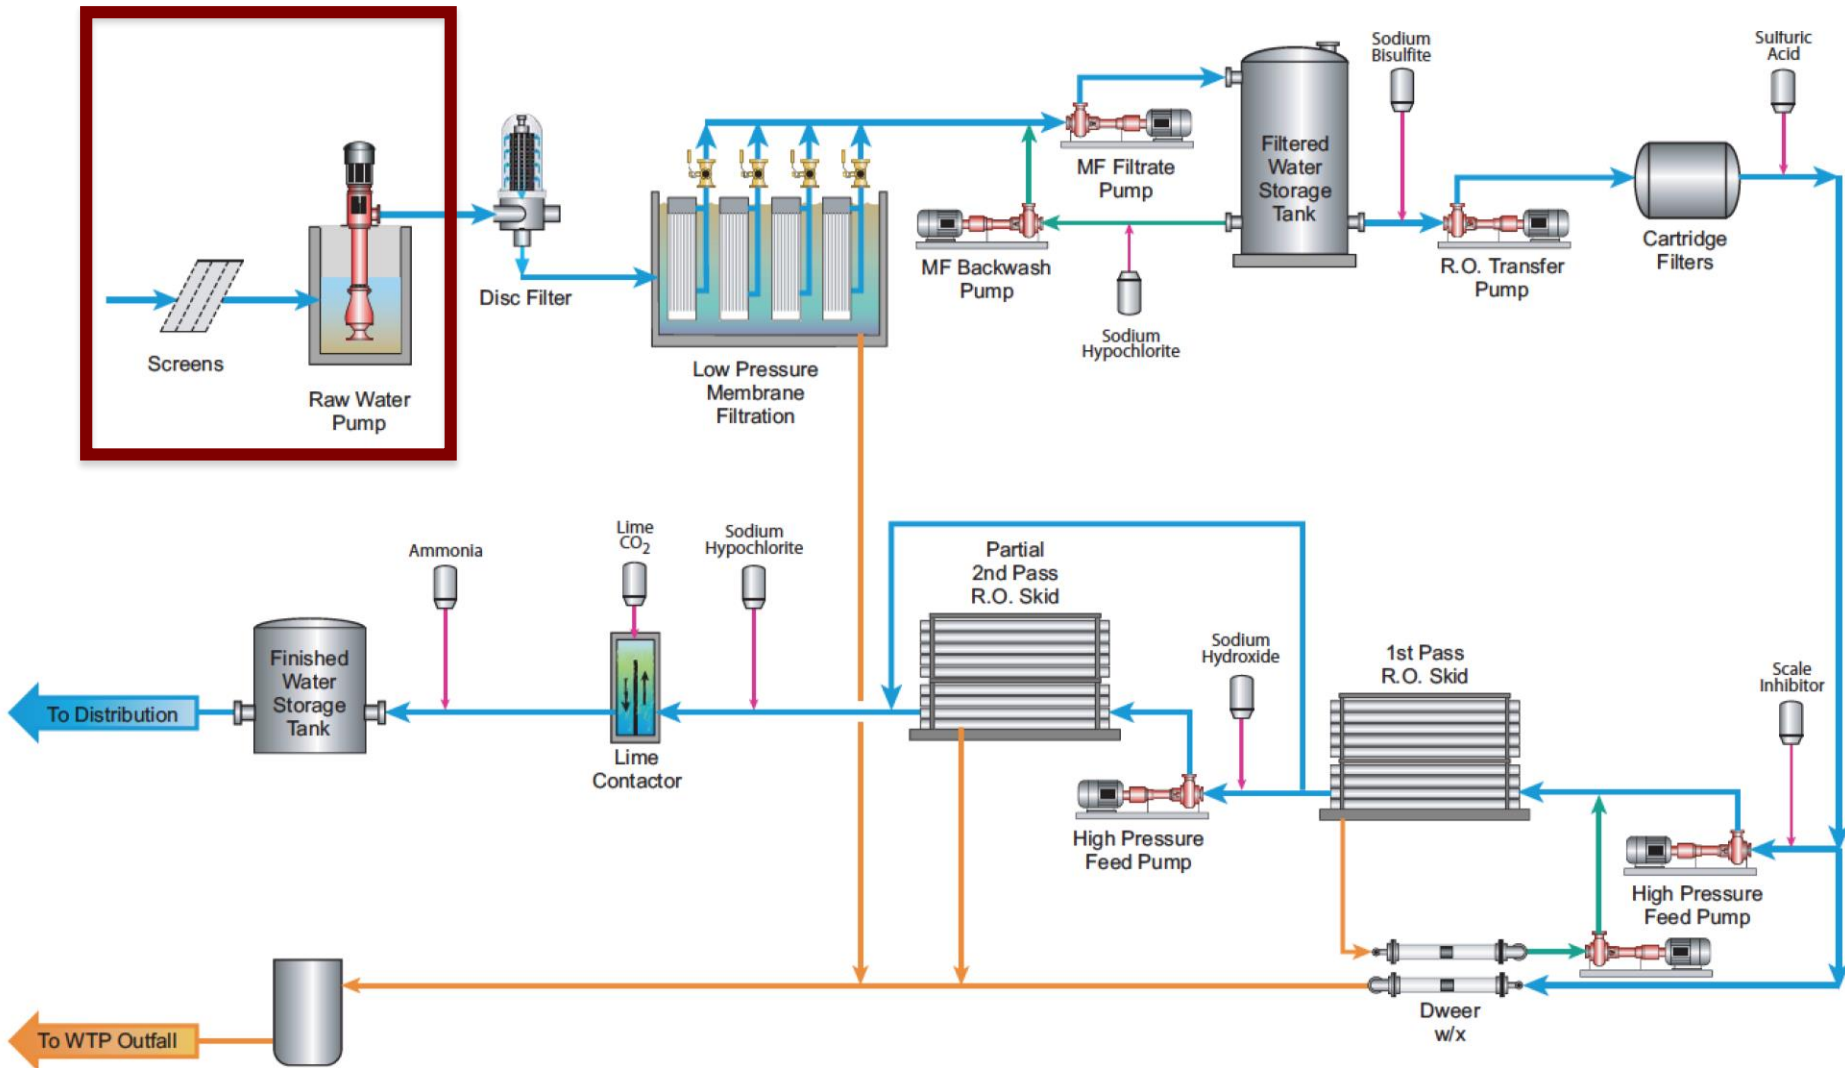 Screens
Raw Water
Pump
Disc Filter
Low Pressure
Membrane
Filtration
MF Filtrate
Pump
MF Backwash
Pump
Sodium
Hypochlorite
Filtered
Water
Storage
Tank
Sodium
Bisulfite
R.O. Transfer
Pump
Cartridge
Filters
Sulfuric
Acid
Scale
Inhibitor
High Pressure
Feed Pump
1st Pass
R.O. Skid
Dweer
w/x
Sodium
Hydroxide
High Pressure
Feed Pump
Partial
2nd Pass
R.O. Skid
Sodium
Hypochlorite
Lime
CO2
Lime
Contactor
Ammonia
Finished
Water
Storage
Tank
To Distribution
To WTP Outfall